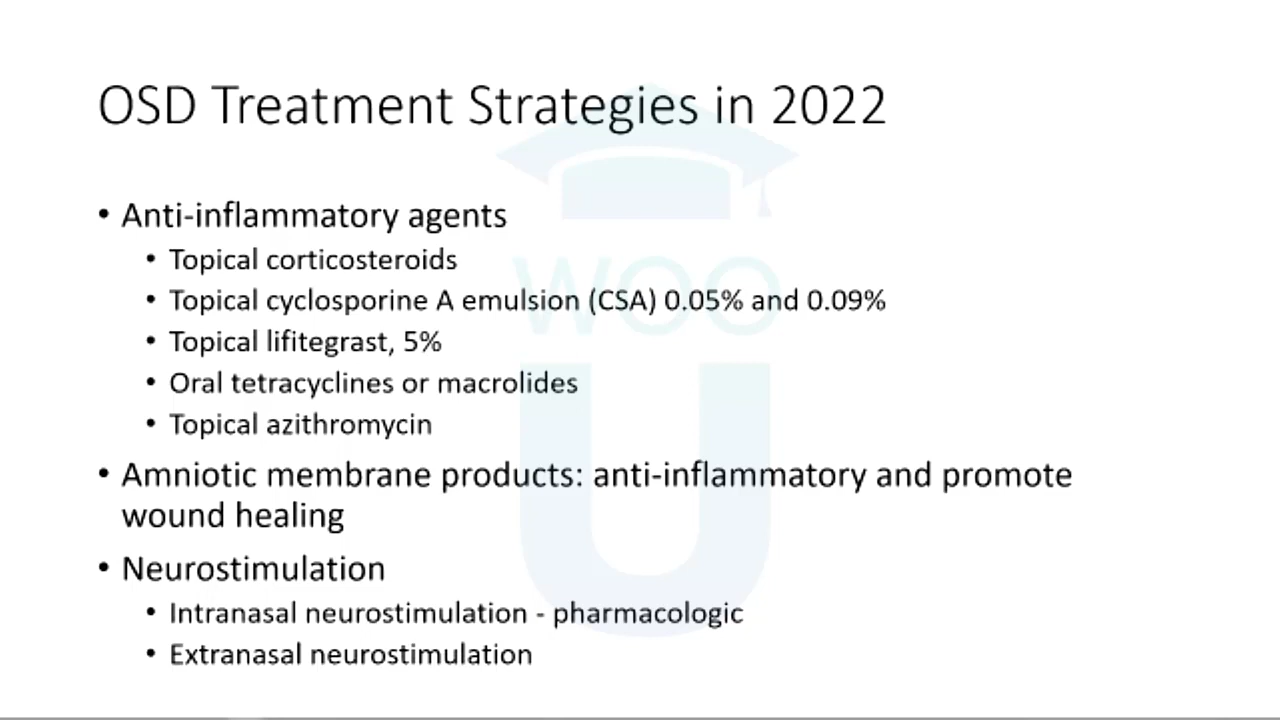 OSD Treatment Strategies in 2022
• Anti-inflammatory agents
• Topical corticosteroids
• Topical cyclosporine A emulsion (CSA) 0.05% and 0.09%
• Topical lifitegrast, 5%
• Oral tetracyclines or macrolides
• Topical azithromycin
• Amniotic membrane products: anti-inflammatory and promote
wound healing
• Neurostimulation
• Intranasal neurostimulation - pharmacologic
• Extranasal neurostimulation
WOO
U